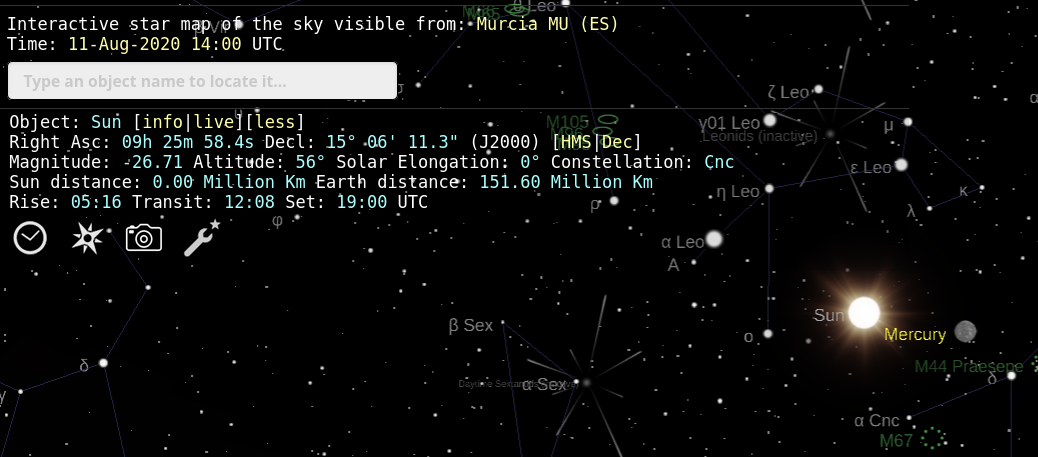 θ Leo
Interactive star map of the sky visible from: Murcia MU (ES)
Time: 11-Aug-2020 14:00 UTC
Type an object name to locate it...
σ
ζ Leo
Object: Sun [info|live][less]
M105
γ01 Leo
μ
M96
Leonids (inactive)
Right Asc: 09h 25m 58.4s Decl: 15° 06' 11.3" (J2000) [HMS|Dec]
Magnitude: -26.71 Altitude: 56° Solar Elongation: 0° Constellation: Cnc
ε Leo
Sun distance: 0.00 Million Km Earth distance: 151.60 Million Km
η Leo
κ
Rise: 05:16 Transit: 12:08 Set: 19:00 UTC
ρ
λ
φ
α Leo
A
Sun
β Sex
Mercury
ο
δ
M44 Praesepe
δ
α Sex
γ
α Cnc
M67